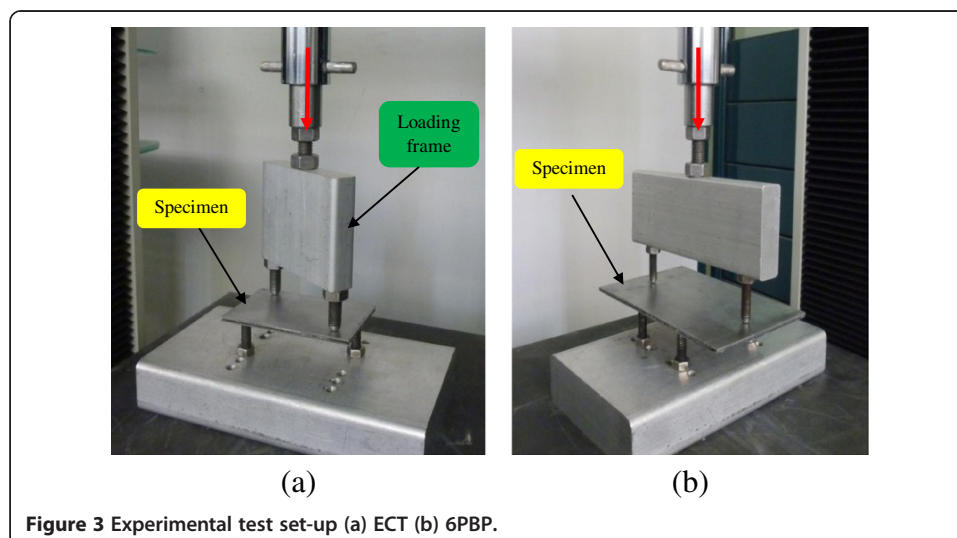 Loading
frame
Specimen
Specimen
(a)
(b)
Figure 3 Experimental test set-up (a) ECT (b) 6PBP.